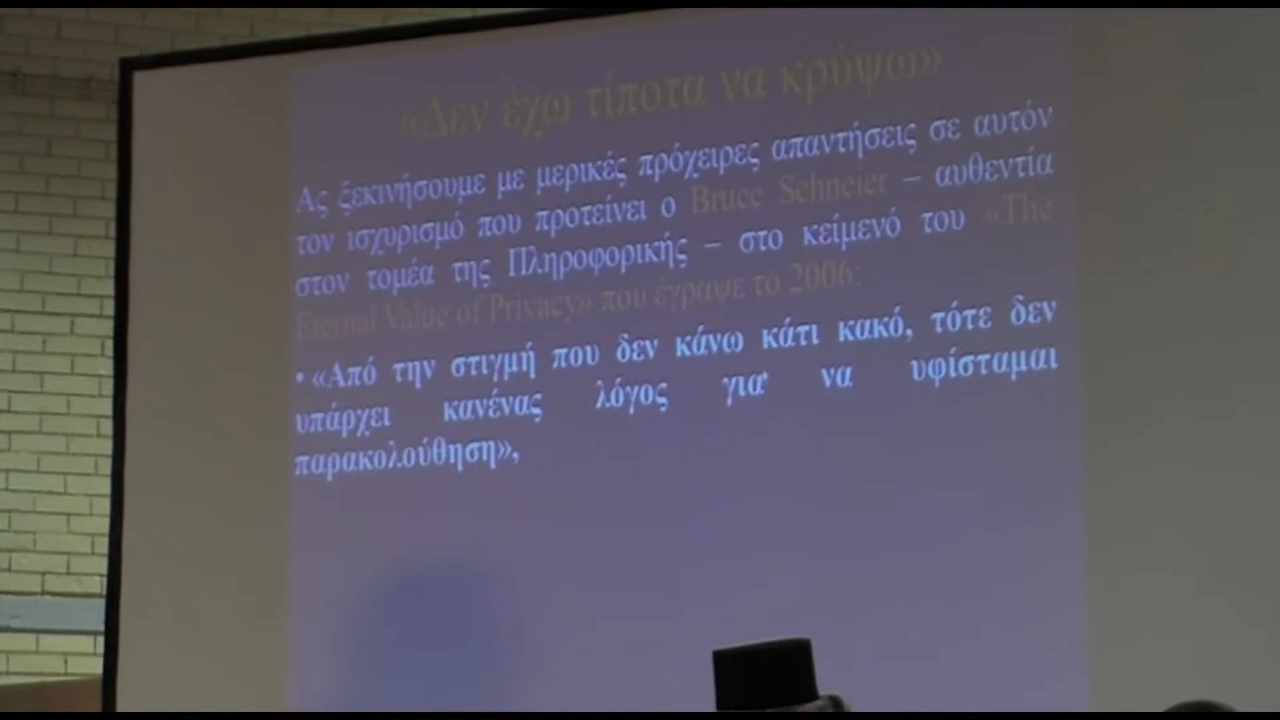 «Δεν έχω τίποτα να κρύψω»
Ας ξεκινήσουμε με μερικές πρόχειρες απαντήσεις σε αυτόν
τον ισχυρισμό που προτείνει ο Bruce Schneier – αυθεντία
στον τομέα της Πληροφορικής – στο κείμενό του «The
Eternal Value of Privacy» που έγραψε το 2006:
• «Από την στιγμή που δεν κάνω κάτι κακό, τότε δεν
υπάρχει κανένας λόγος για' να υφίσταμαι
παρακολούθηση»,